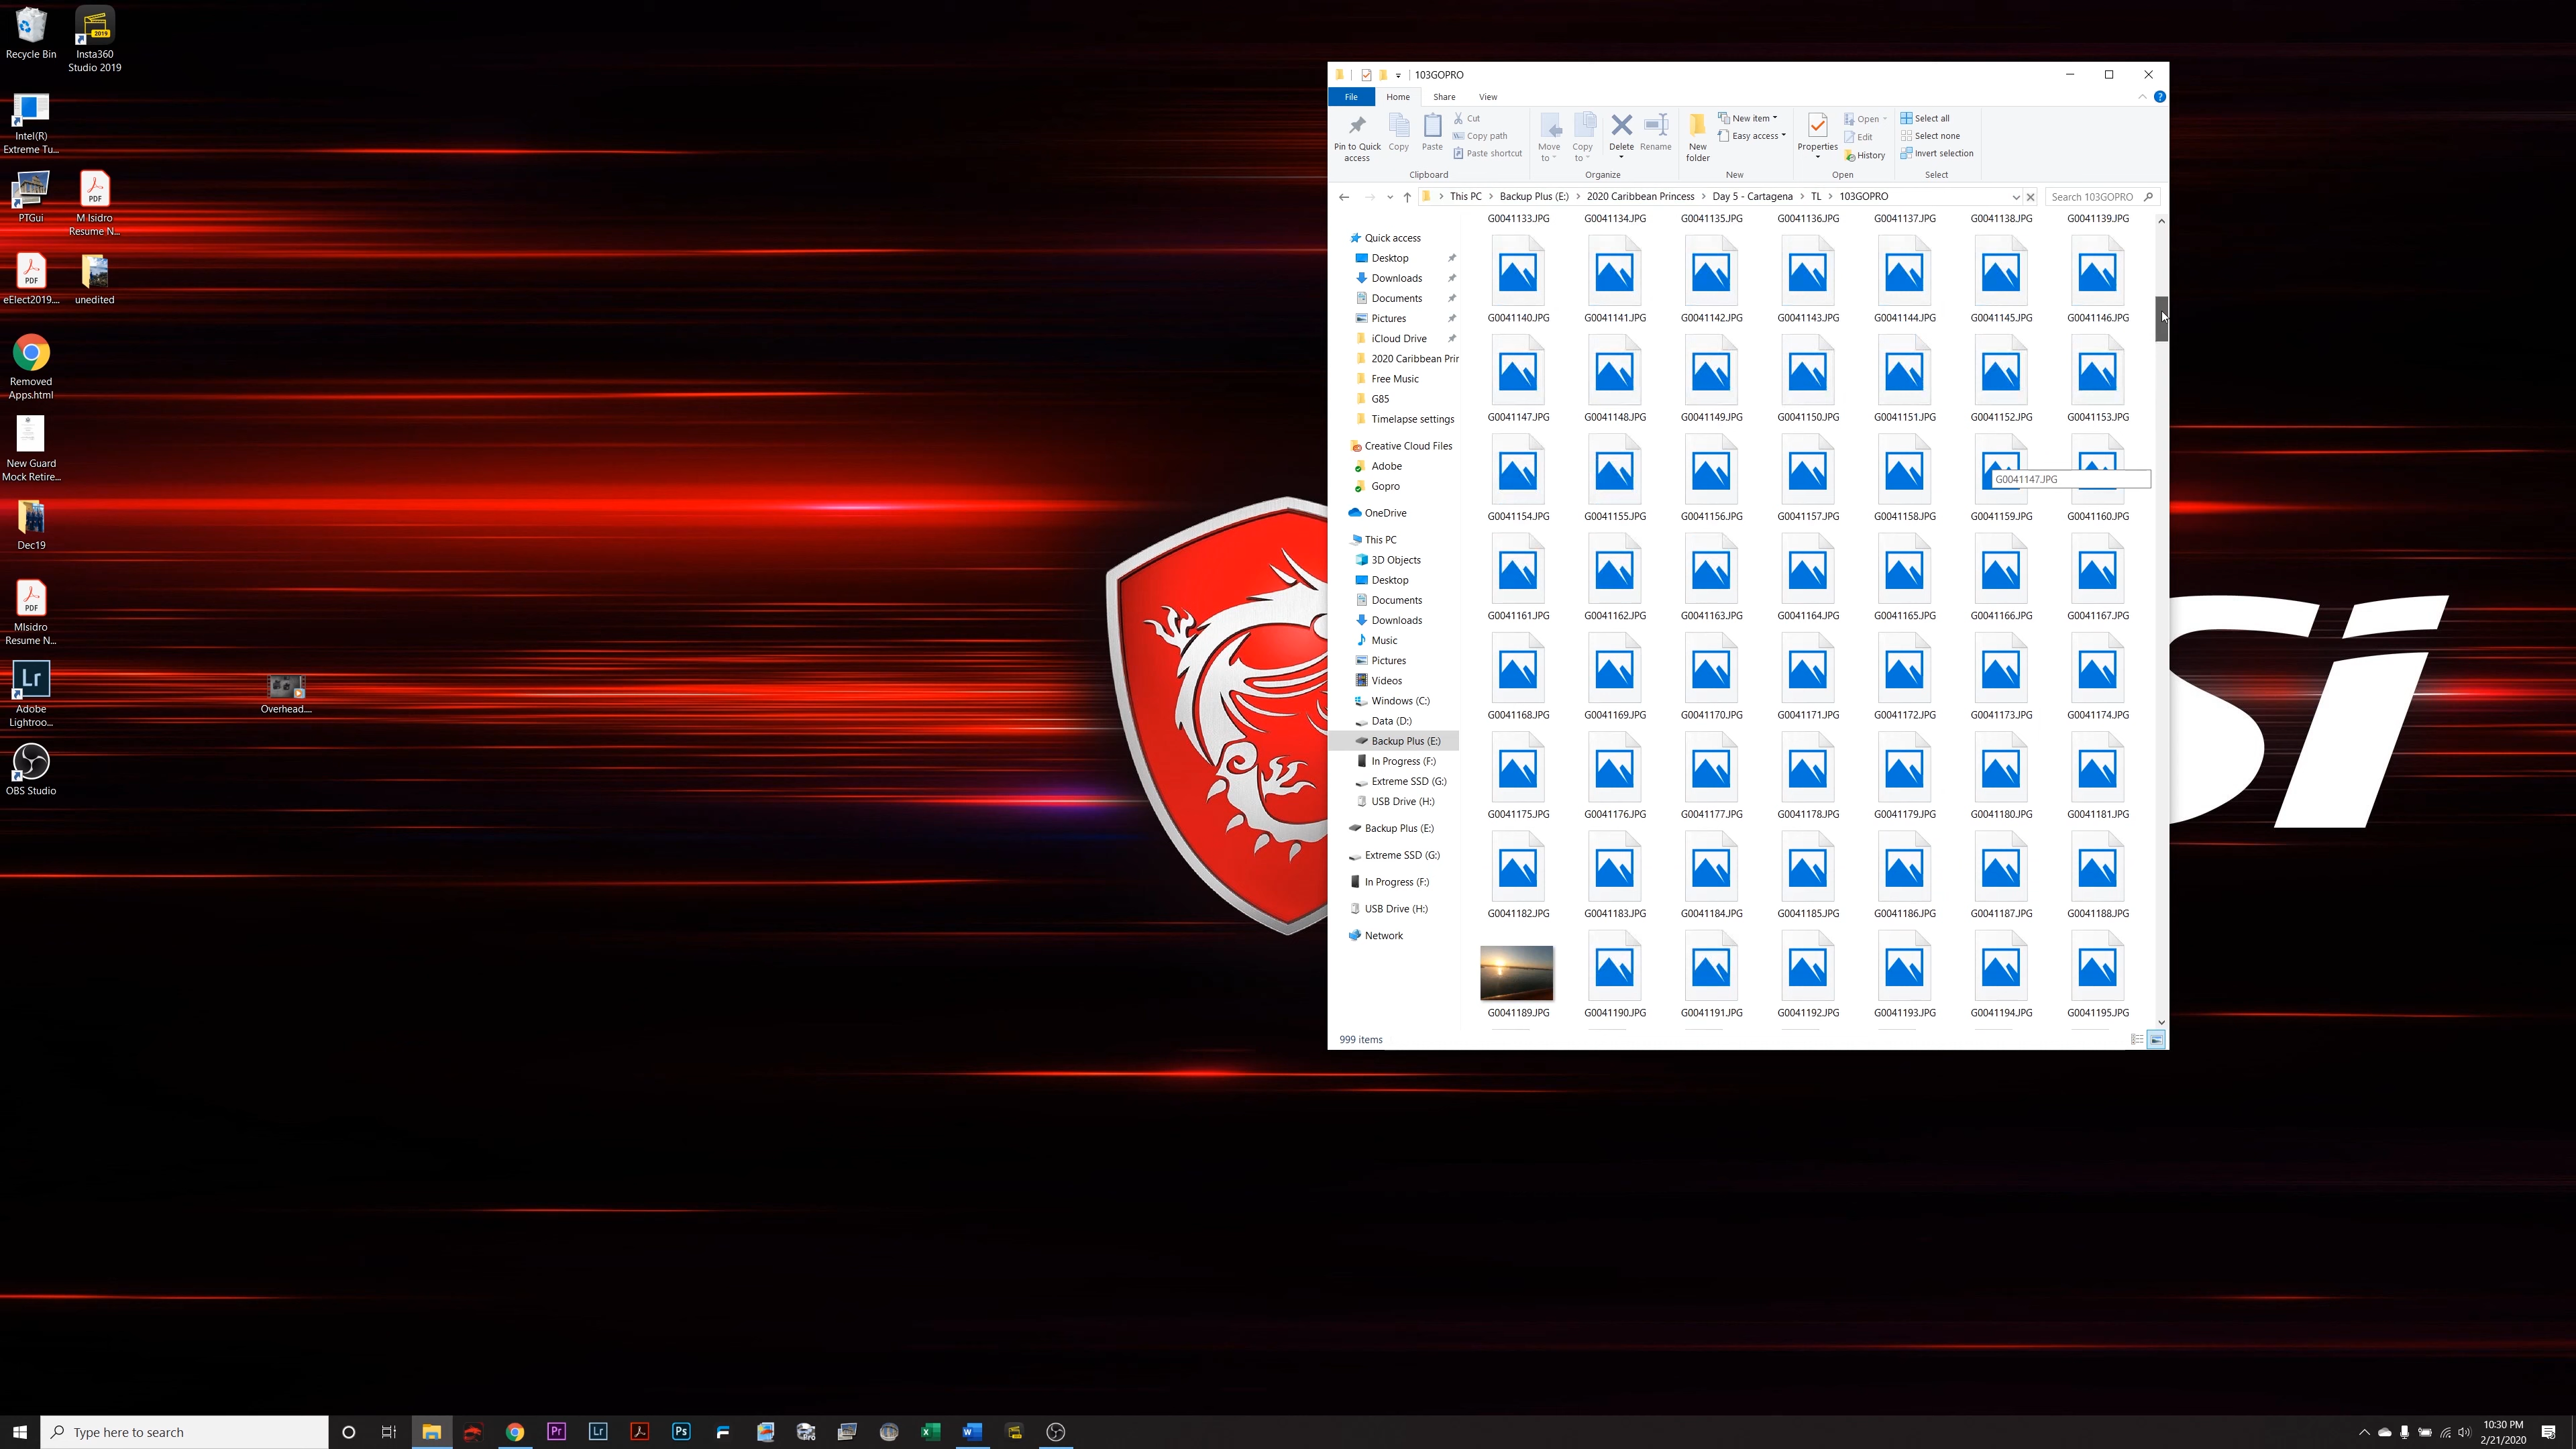 Recycle Bin
Insta360
Studio 2019
Intel(R)
Extreme Tu...
PTGui
M Isidro
Resume N...
eElect2019....
unedited
Removed
Apps.html
New Guard
Mock Retire...
Dec19
MIsidro
Resume N...
Adobe
Lightroo...
Overhead....
OBS Studio
103GOPRO
File Home Share View
Pin to Quick
access
Copy
Paste
Cut
Copy path
Paste shortcut
Clipboard
Move
to
Copy
to
Delete
Rename
Organize
New
folder
New item
Easy access
New
Properties
Open
Edit
History
Open
Select all
Select none
Invert selection
Select
This PC > Backup Plus (E:) > 2020 Caribbean Princess > Day 5 - Cartagena > TL > 103GOPRO
Search 103GOPRO
Quick access
Desktop
Downloads
Documents
Pictures
iCloud Drive
2020 Caribbean Prin
Free Music
G85
Timelapse settings
Creative Cloud Files
Adobe
Gopro
OneDrive
This PC
3D Objects
Desktop
Documents
Downloads
Music
Pictures
Videos
Windows (C:)
Data (D:)
Backup Plus (E:)
In Progress (F:)
Extreme SSD (G:)
USB Drive (H:)
Backup Plus (E:)
Extreme SSD (G:)
In Progress (F:)
USB Drive (H:)
Network
G0041133.JPG G0041134.JPG G0041135.JPG G0041136.JPG G0041137.JPG G0041138.JPG G0041139.JPG
G0041140.JPG G0041141.JPG G0041142.JPG G0041143.JPG G0041144.JPG G0041145.JPG G0041146.JPG
G0041147.JPG G0041148.JPG G0041149.JPG G0041150.JPG G0041151.JPG G0041152.JPG G0041153.JPG
G0041147.JPG
G0041154.JPG G0041155.JPG G0041156.JPG G0041157.JPG G0041158.JPG G0041159.JPG G0041160.JPG
G0041161.JPG G0041162.JPG G0041163.JPG G0041164.JPG G0041165.JPG G0041166.JPG G0041167.JPG
G0041168.JPG G0041169.JPG G0041170.JPG G0041171.JPG G0041172.JPG G0041173.JPG G0041174.JPG
G0041175.JPG G0041176.JPG G0041177.JPG G0041178.JPG G0041179.JPG G0041180.JPG G0041181.JPG
G0041182.JPG G0041183.JPG G0041184.JPG G0041185.JPG G0041186.JPG G0041187.JPG G0041188.JPG
G0041189.JPG G0041190.JPG G0041191.JPG G0041192.JPG G0041193.JPG G0041194.JPG G0041195.JPG
999 items
si
Type here to search
10:30 PM
2/21/2020